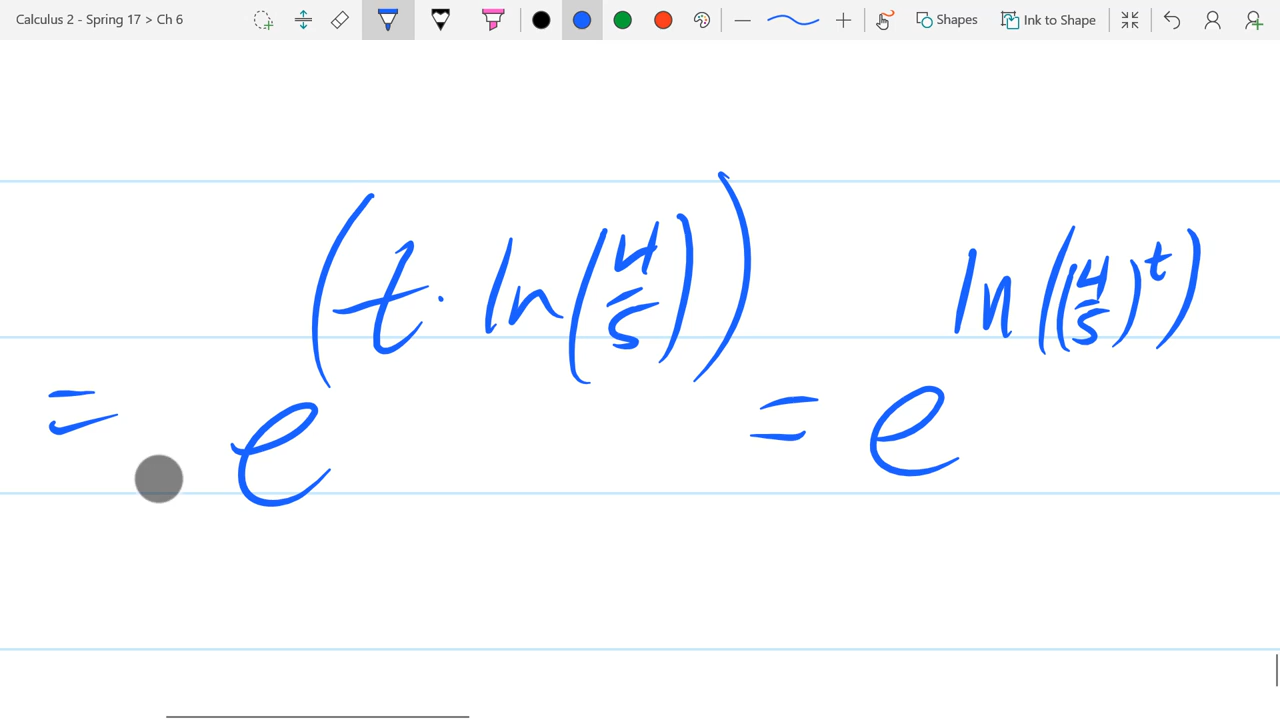 Calculus 2 - Spring 17 > Ch 6 Shapes Ink to Shape
= e^(t · ln(4/5)) = e^ln((4/5)^t)